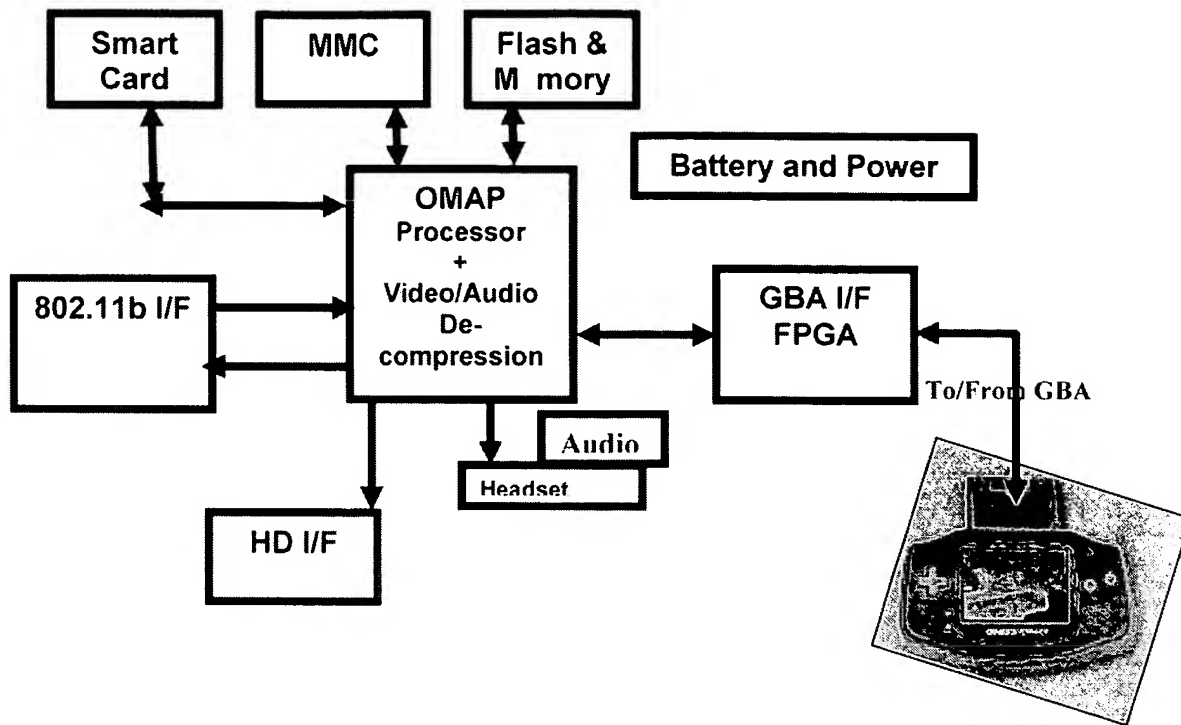 Smart
Card
MMC
Flash &
M mory
Battery and Power
OMAP
Processor
+
Video/Audio
De-
compression
802.11b I/F
GBA I/F
FPGA
To/From GBA
Audio
Headset
HD I/F